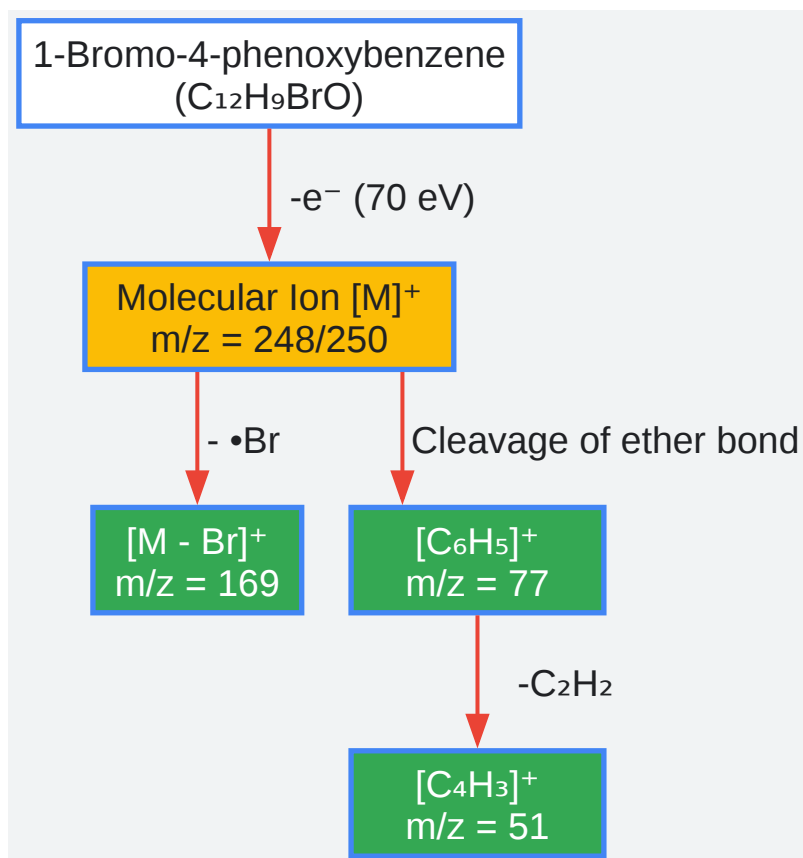 1-Bromo-4-phenoxybenzene
(C₁₂H₉BrO)
-e⁻ (70 eV)
Molecular Ion [M]⁺
m/z = 248/250
- •Br
Cleavage of ether bond
[M - Br]⁺
m/z = 169
[C₆H₅]⁺
m/z = 77
-C₂H₂
[C₄H₃]⁺
m/z = 51